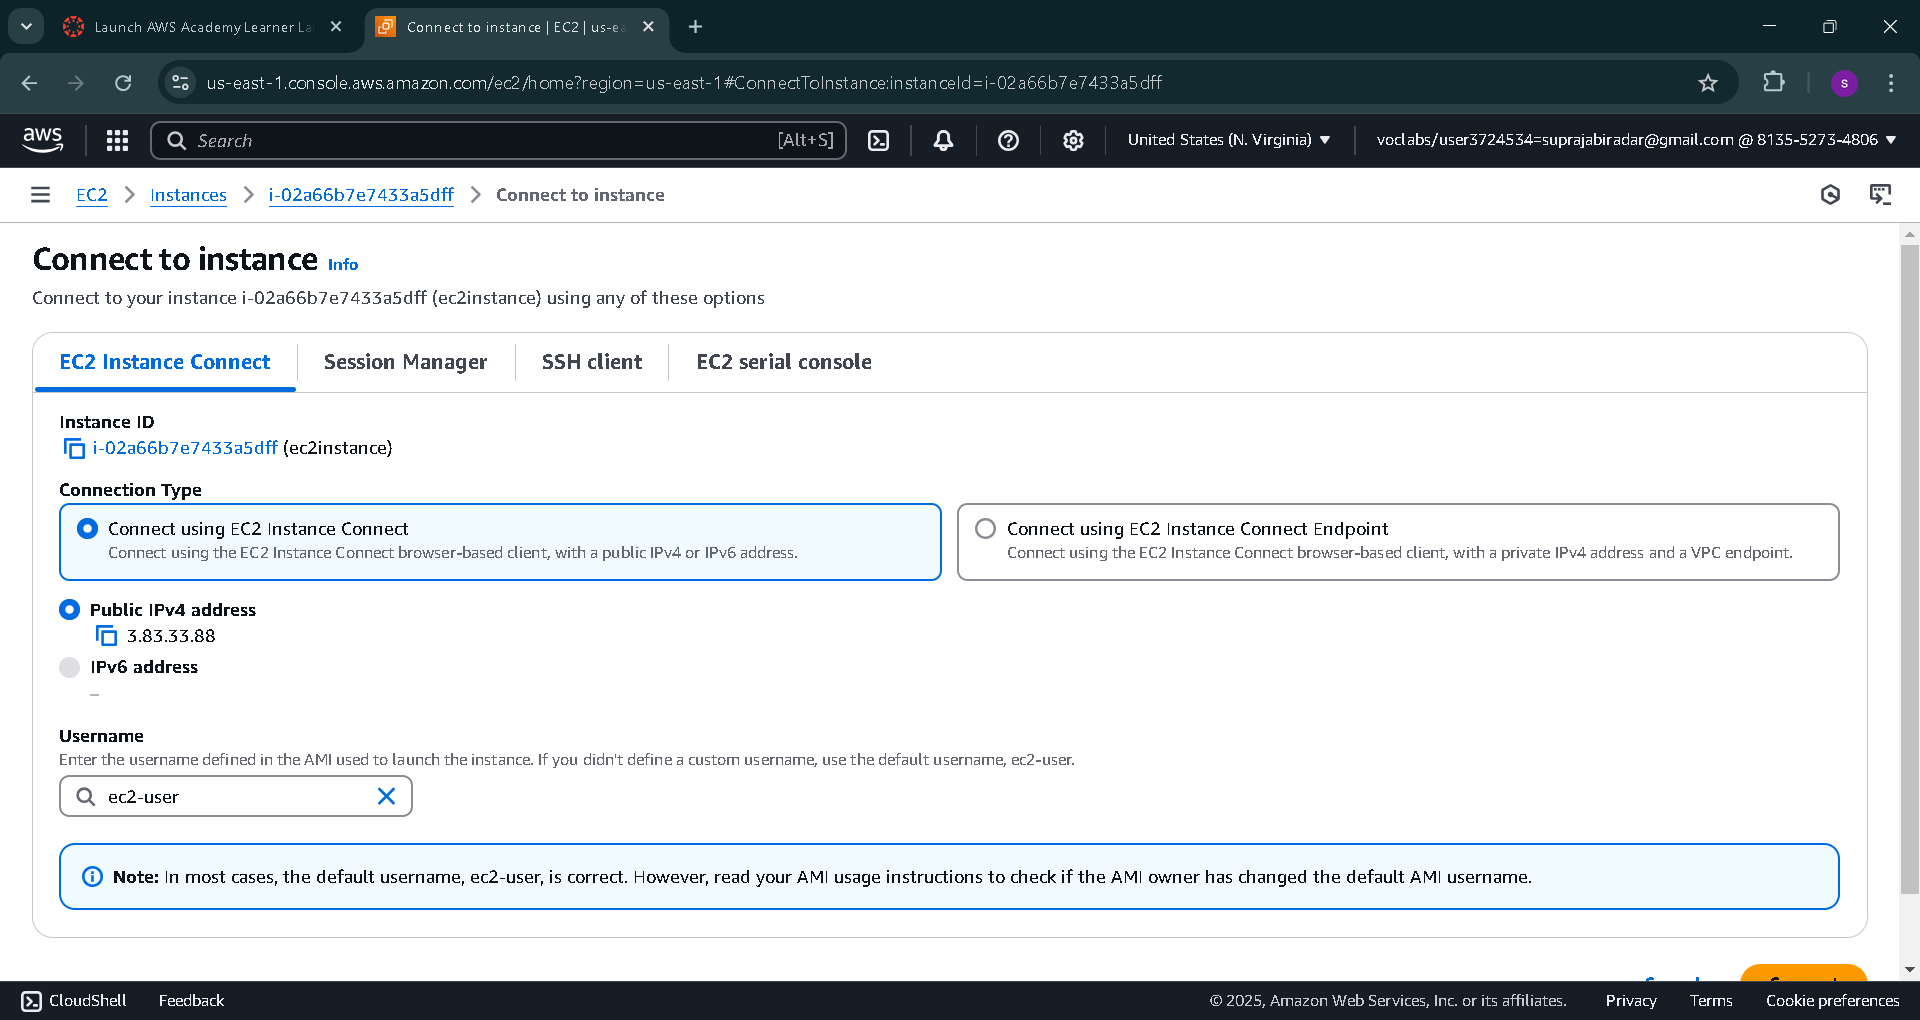 Launch AWS Academy Learner La
Connect to instance | EC2 | us-ea
us-east-1.console.aws.amazon.com/ec2/home?region=us-east-1#ConnectToInstance:instanceId=i-02a66b7e7433a5dff
S
aws
Search
[Alt+S]
United States (N. Virginia)
voclabs/user3724534=suprajabiradar@gmail.com @ 8135-5273-4806
EC2
Instances
i-02a66b7e7433a5dff
Connect to instance
Connect to instance Info
Connect to your instance i-02a66b7e7433a5dff (ec2instance) using any of these options
EC2 Instance Connect
Session Manager
SSH client
EC2 serial console
Instance ID
i-02a66b7e7433a5dff (ec2instance)
Connection Type
Connect using EC2 Instance Connect
Connect using the EC2 Instance Connect browser-based client, with a public IPv4 or IPv6 address.
Connect using EC2 Instance Connect Endpoint
Connect using the EC2 Instance Connect browser-based client, with a private IPv4 address and a VPC endpoint.
Public IPv4 address
3.83.33.88
IPv6 address
–
Username
Enter the username defined in the AMI used to launch the instance. If you didn't define a custom username, use the default username, ec2-user.
ec2-user
Note: In most cases, the default username, ec2-user, is correct. However, read your AMI usage instructions to check if the AMI owner has changed the default AMI username.
CloudShell
Feedback
© 2025, Amazon Web Services, Inc. or its affiliates.
Privacy
Terms
Cookie preferences